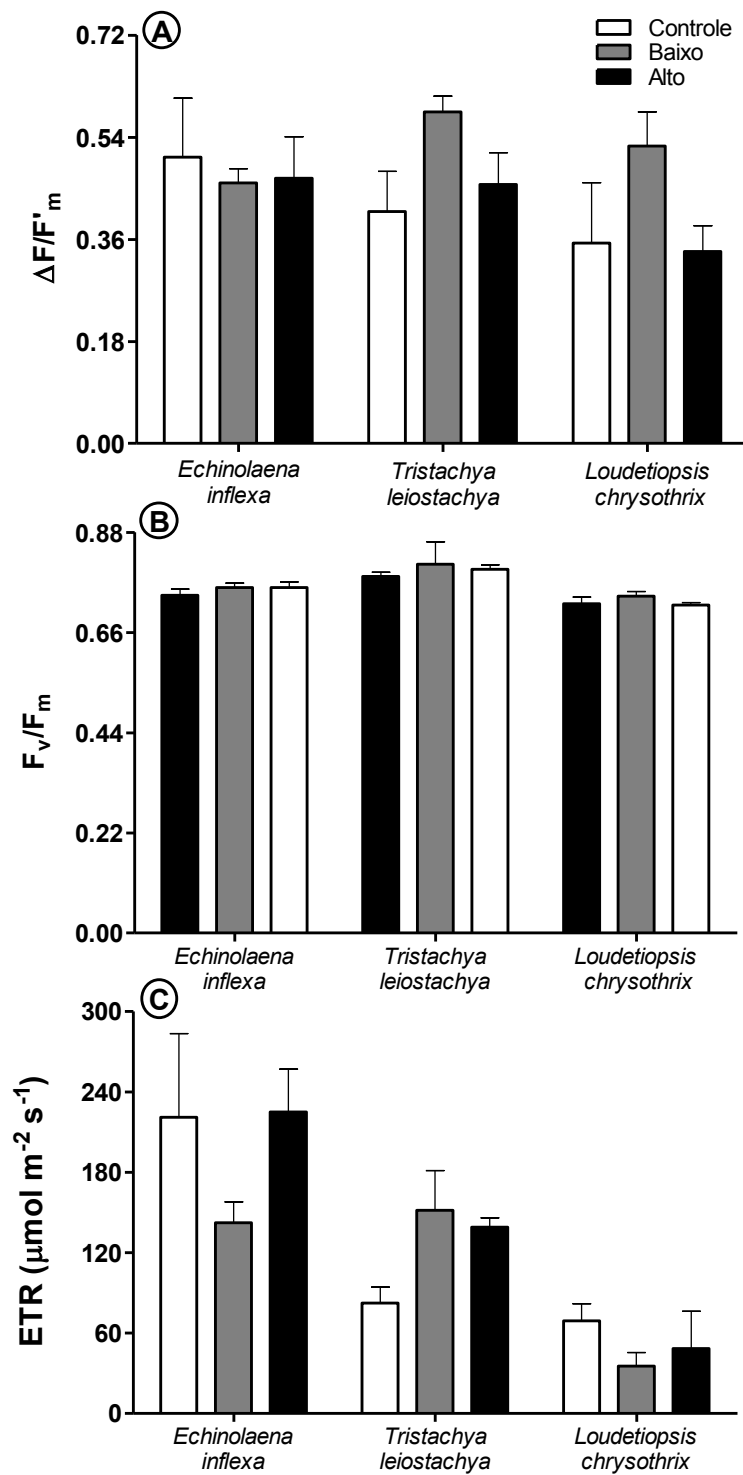 A
Controle
Baixo
Alto
0.72
0.54
0.36
0.18
0.00
ΔF/F'm
Echinolaena
inflexa
Tristachya
leiostachya
Loudetiopsis
chrysothrix
B
0.88
0.66
0.44
0.22
0.00
Fv/Fm
Echinolaena
inflexa
Tristachya
leiostachya
Loudetiopsis
chrysothrix
C
300
240
180
120
60
0
ETR (μmol m⁻² s⁻¹)
Echinolaena
inflexa
Tristachya
leiostachya
Loudetiopsis
chrysothrix